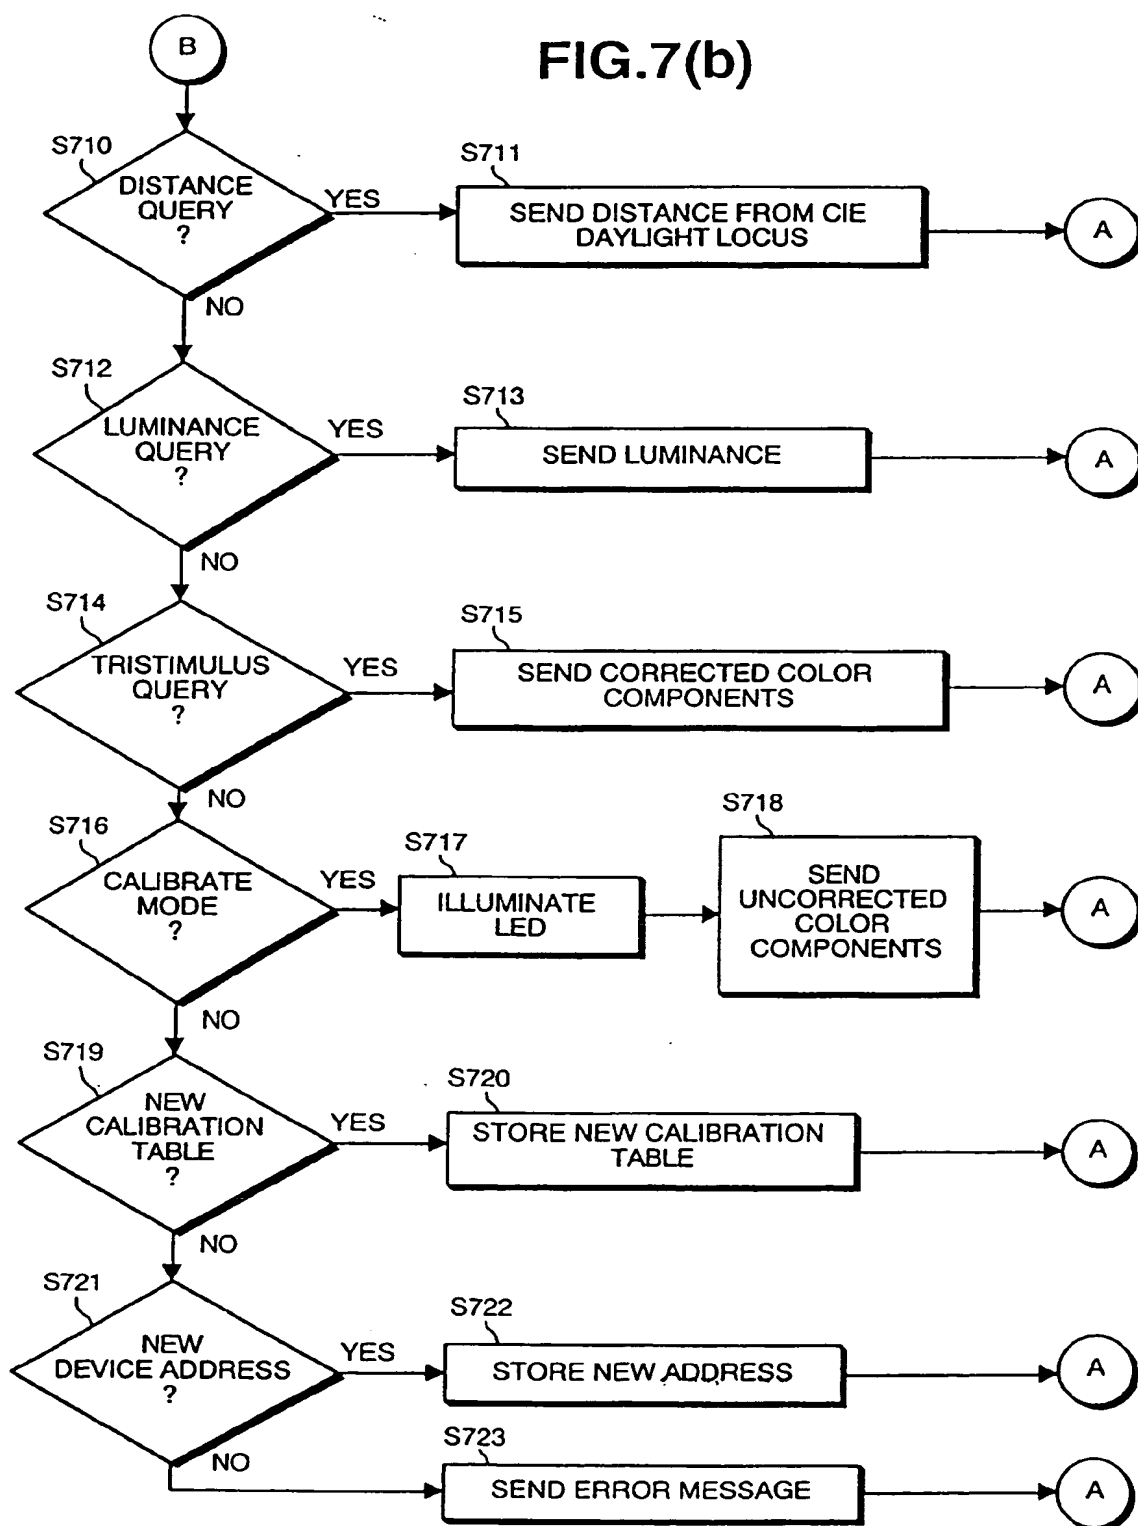 B
FIG.7(b)
S710
DISTANCE
QUERY
?
YES
NO
S711
SEND DISTANCE FROM CIE
DAYLIGHT LOCUS
A
S712
LUMINANCE
QUERY
?
YES
NO
S713
SEND LUMINANCE
A
S714
TRISTIMULUS
QUERY
?
YES
NO
S715
SEND CORRECTED COLOR
COMPONENTS
A
S716
CALIBRATE
MODE
?
YES
NO
S717
ILLUMINATE
LED
S718
SEND
UNCORRECTED
COLOR
COMPONENTS
A
S719
NEW
CALIBRATION
TABLE
?
YES
NO
S720
STORE NEW CALIBRATION
TABLE
A
S721
NEW
DEVICE ADDRESS
?
YES
NO
S722
STORE NEW ADDRESS
A
S723
SEND ERROR MESSAGE
A